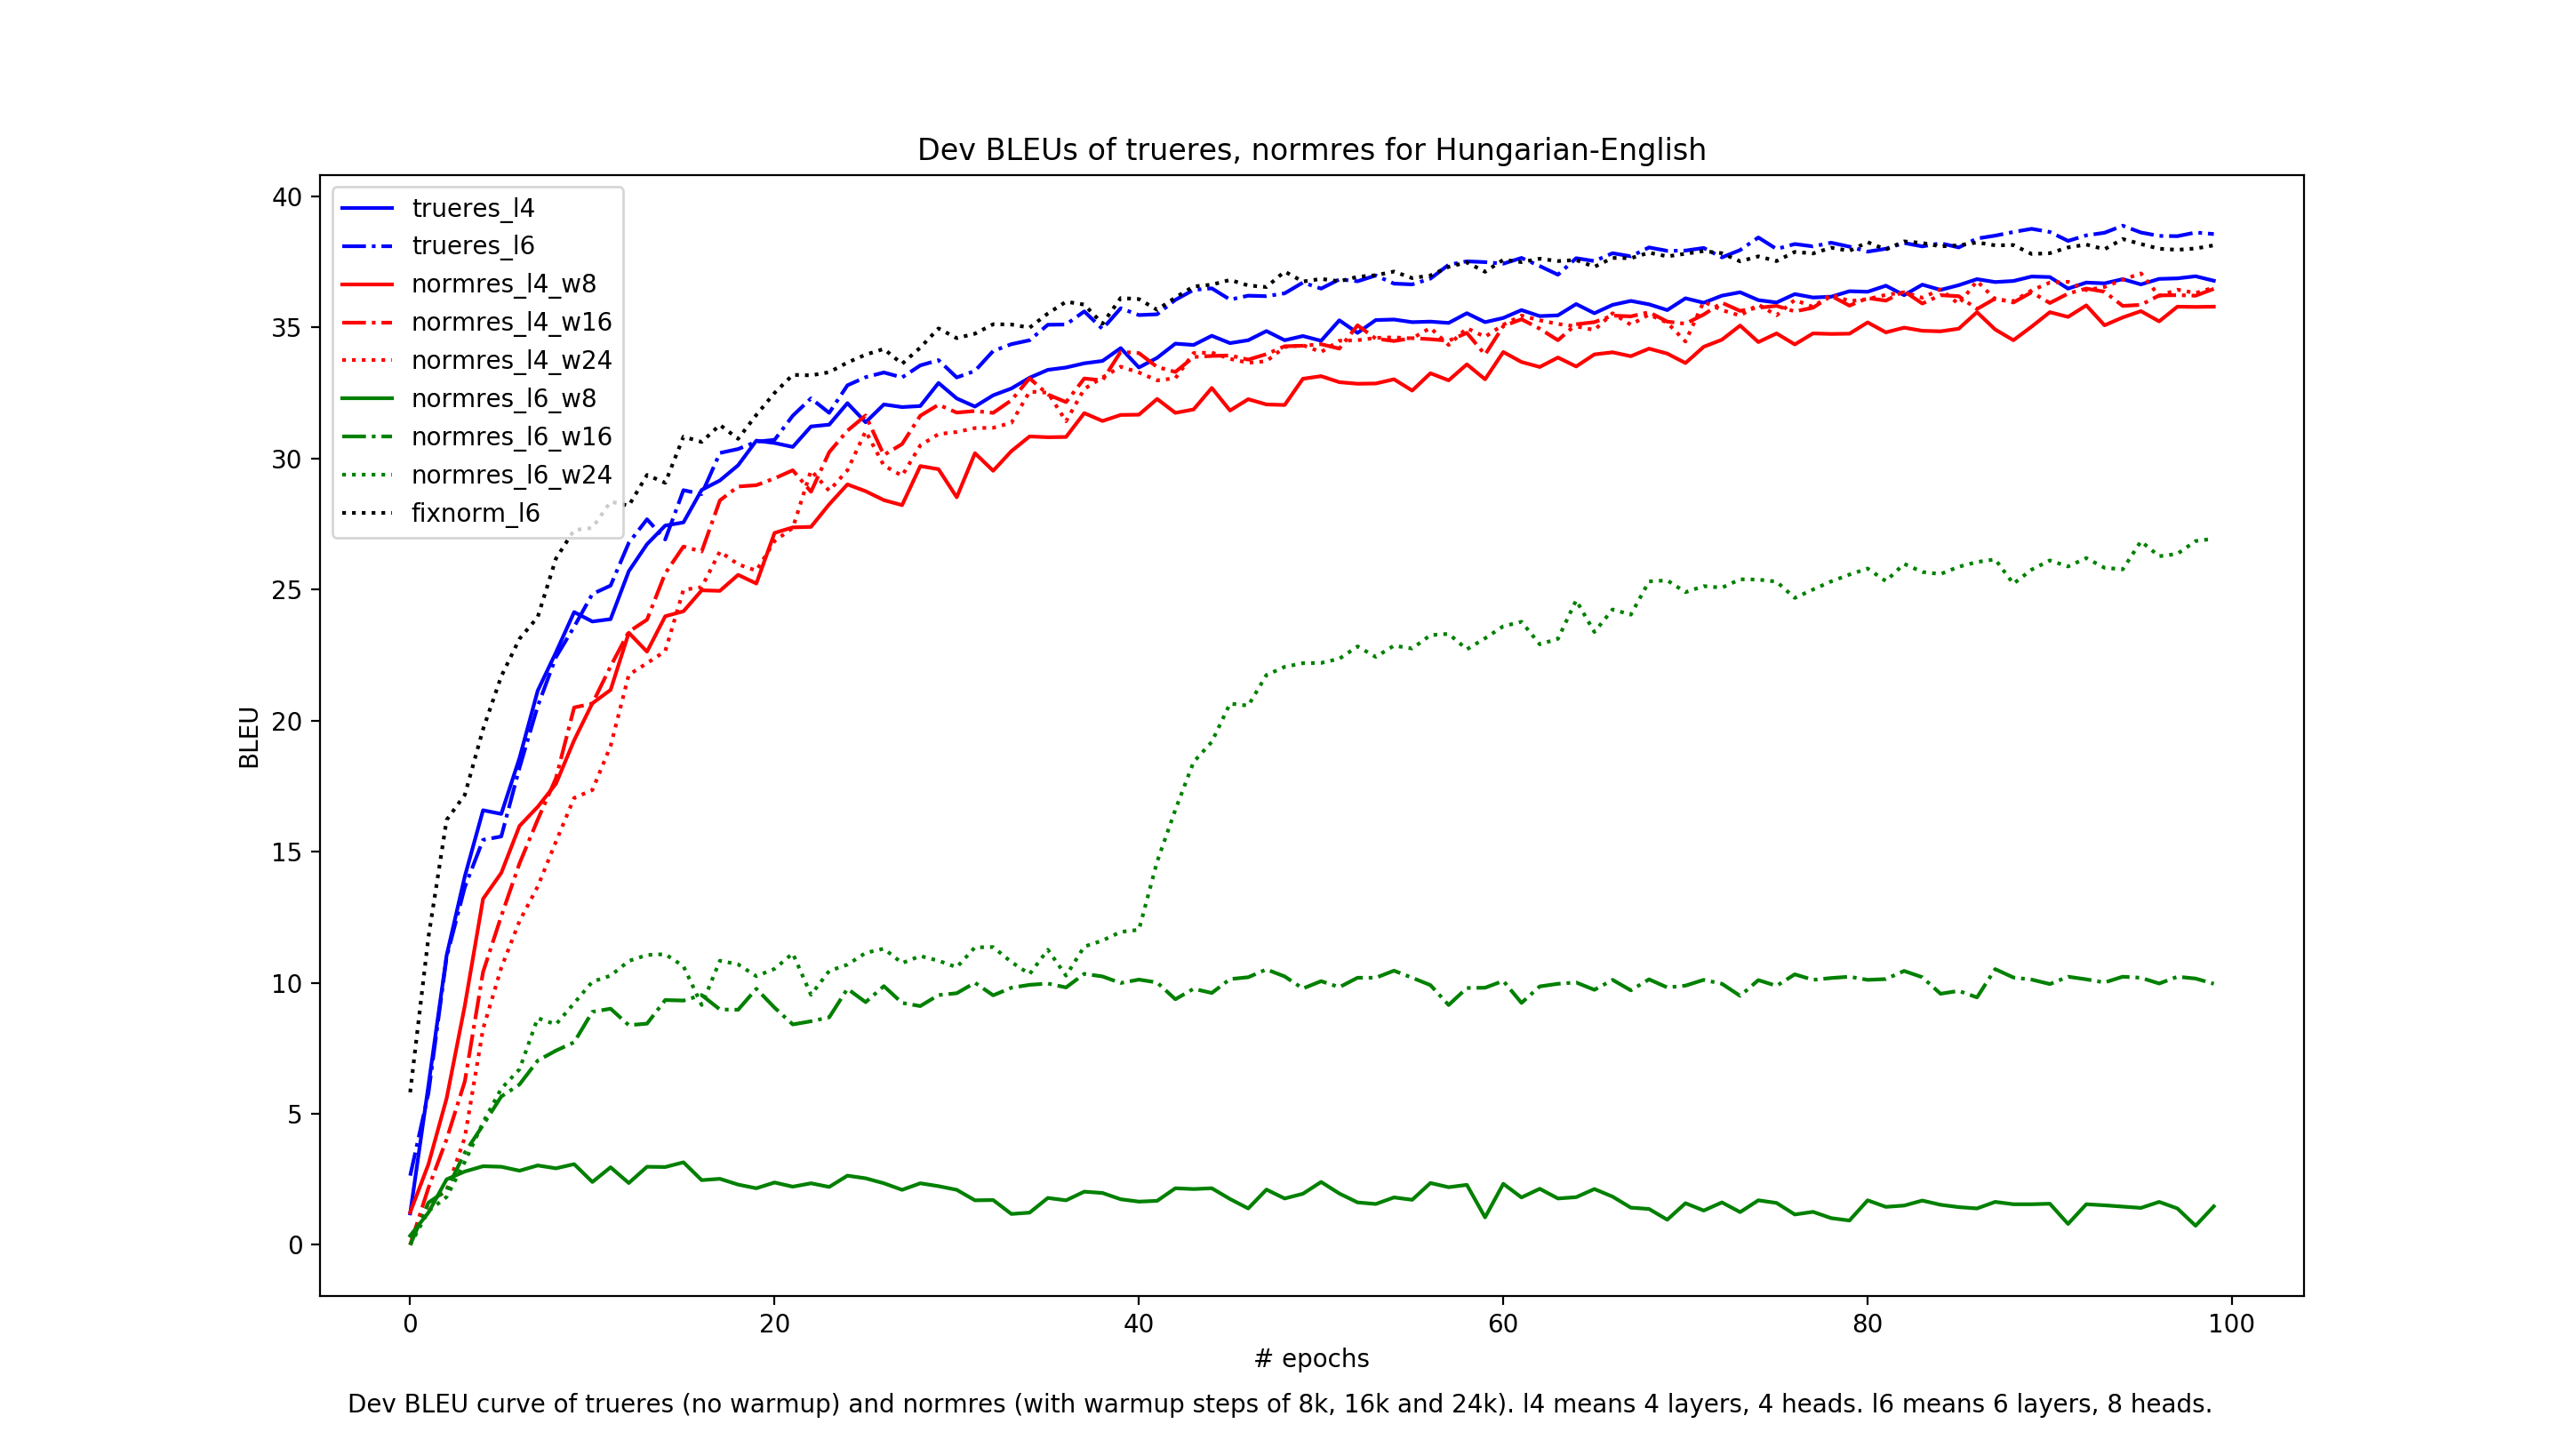 Dev BLEUs of trueres, normres for Hungarian-English
40
35
30
25
20
15
10
5
0
BLEU
trueres_l4
trueres_l6
normres_l4_w8
normres_l4_w16
normres_l4_w24
normres_l6_w8
normres_l6_w16
normres_l6_w24
fixnorm_l6
0 20 40 60 80 100
# epochs
Dev BLEU curve of trueres (no warmup) and normres (with warmup steps of 8k, 16k and 24k). l4 means 4 layers, 4 heads. l6 means 6 layers, 8 heads.